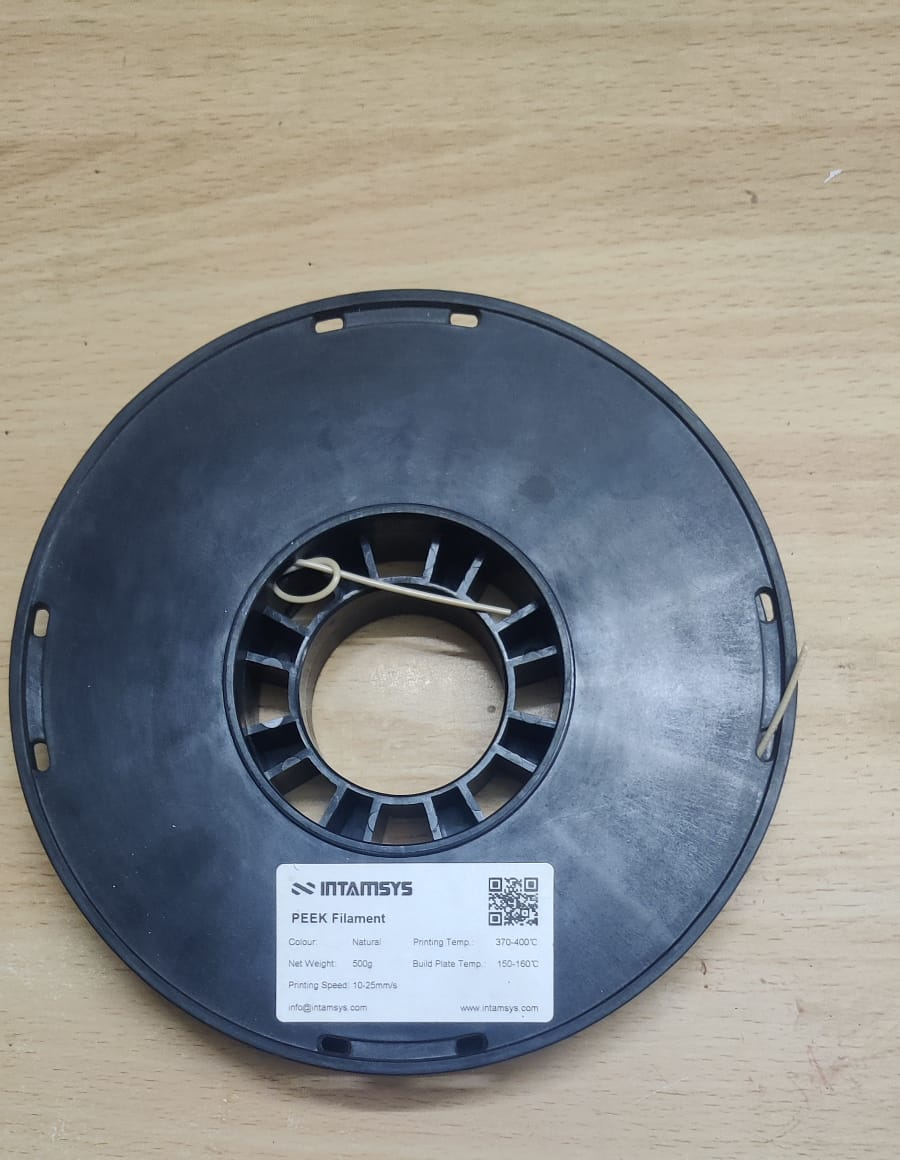 INTAMSYS
PEEK Filament
Colour: Natural Printing Temp.: 370-400℃
Net Weight: 500g Build Plate Temp.: 150-160℃
Printing Speed: 10-25mm/s
info@intamsys.com www.intamsys.com